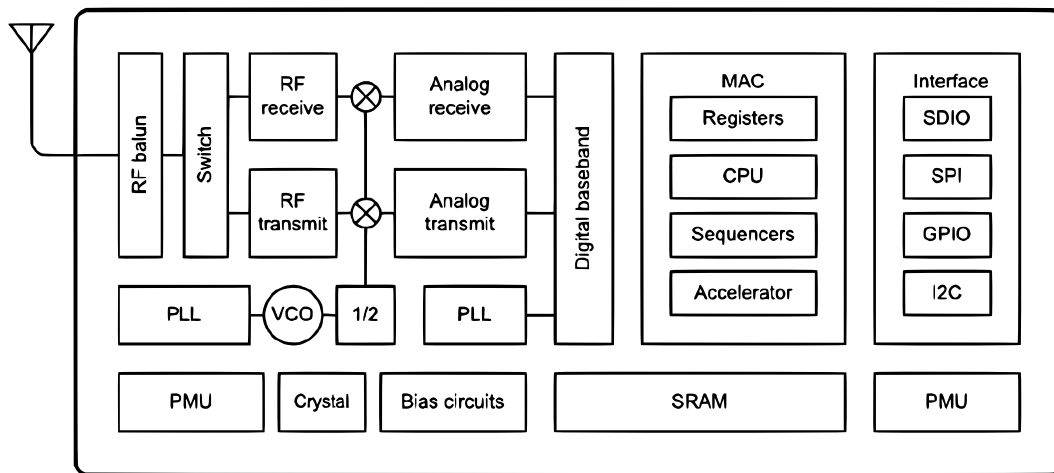 RF balun
Switch
RF
receive
Analog
receive
RF
transmit
Analog
transmit
Digital baseband
PLL
VCO
1/2
PLL
MAC
Registers
CPU
Sequencers
Accelerator
Interface
SDIO
SPI
GPIO
I2C
PMU
Crystal
Bias circuits
SRAM
PMU